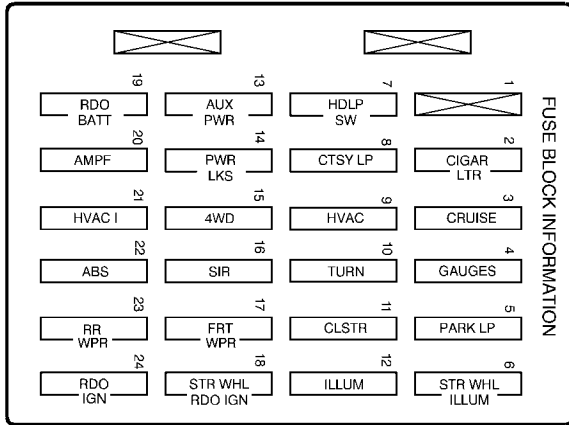 19
13
7
1
RDO
BATT
AUX
PWR
HDLP
SW
20
14
8
2
AMPF
PWR
LKS
CTSY LP
CIGAR
LTR
21
15
9
3
HVAC I
4WD
HVAC
CRUISE
22
16
10
4
ABS
SIR
TURN
GAUGES
23
17
11
5
RR
WPR
FRT
WPR
CLSTR
PARK LP
24
18
12
6
RDO
IGN
STR WHL
RDO IGN
ILLUM
STR WHL
ILLUM
FUSE BLOCK INFORMATION